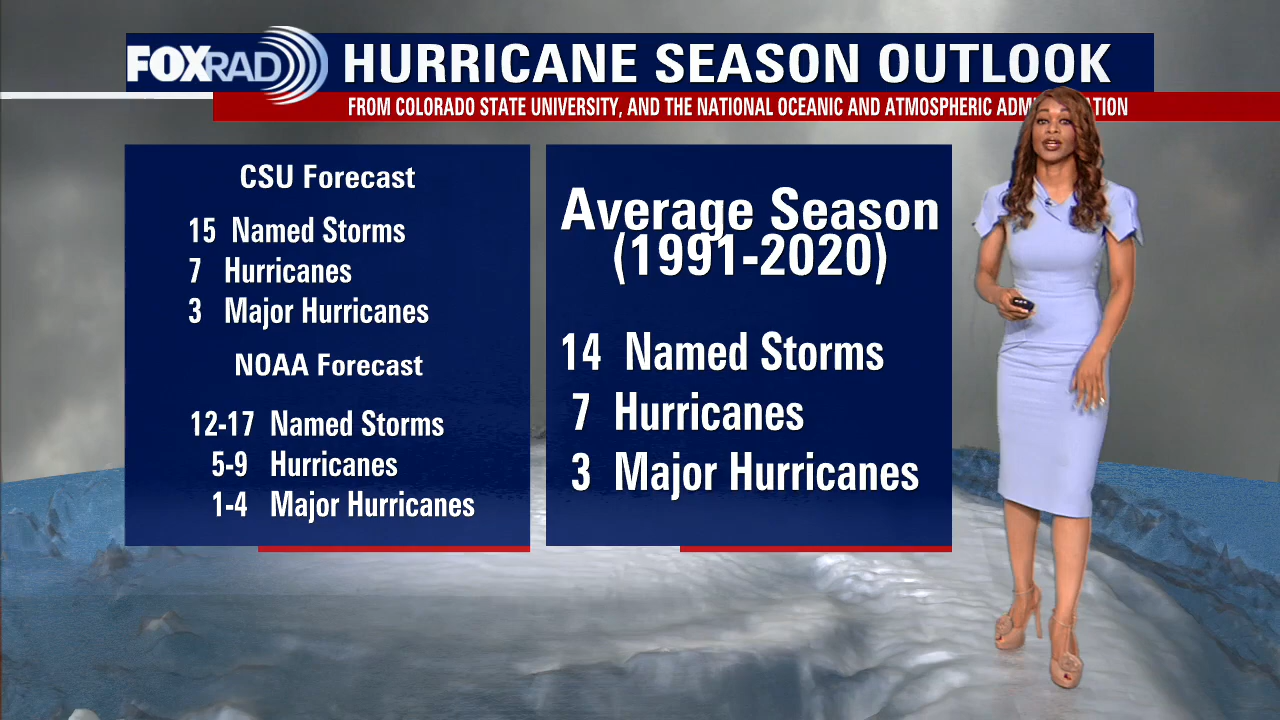 FOXRAD
HURRICANE SEASON OUTLOOK
FROM COLORADO STATE UNIVERSITY, AND THE NATIONAL OCEANIC AND ATMOSPHERIC
CSU Forecast
15 Named Storms
7 Hurricanes
3 Major Hurricanes
NOAA Forecast
12-17 Named Storms
5-9 Hurricanes
1-4 Major Hurricanes
Average Season
(1991-2020)
14 Named Storms
7 Hurricanes
3 Major Hurricanes